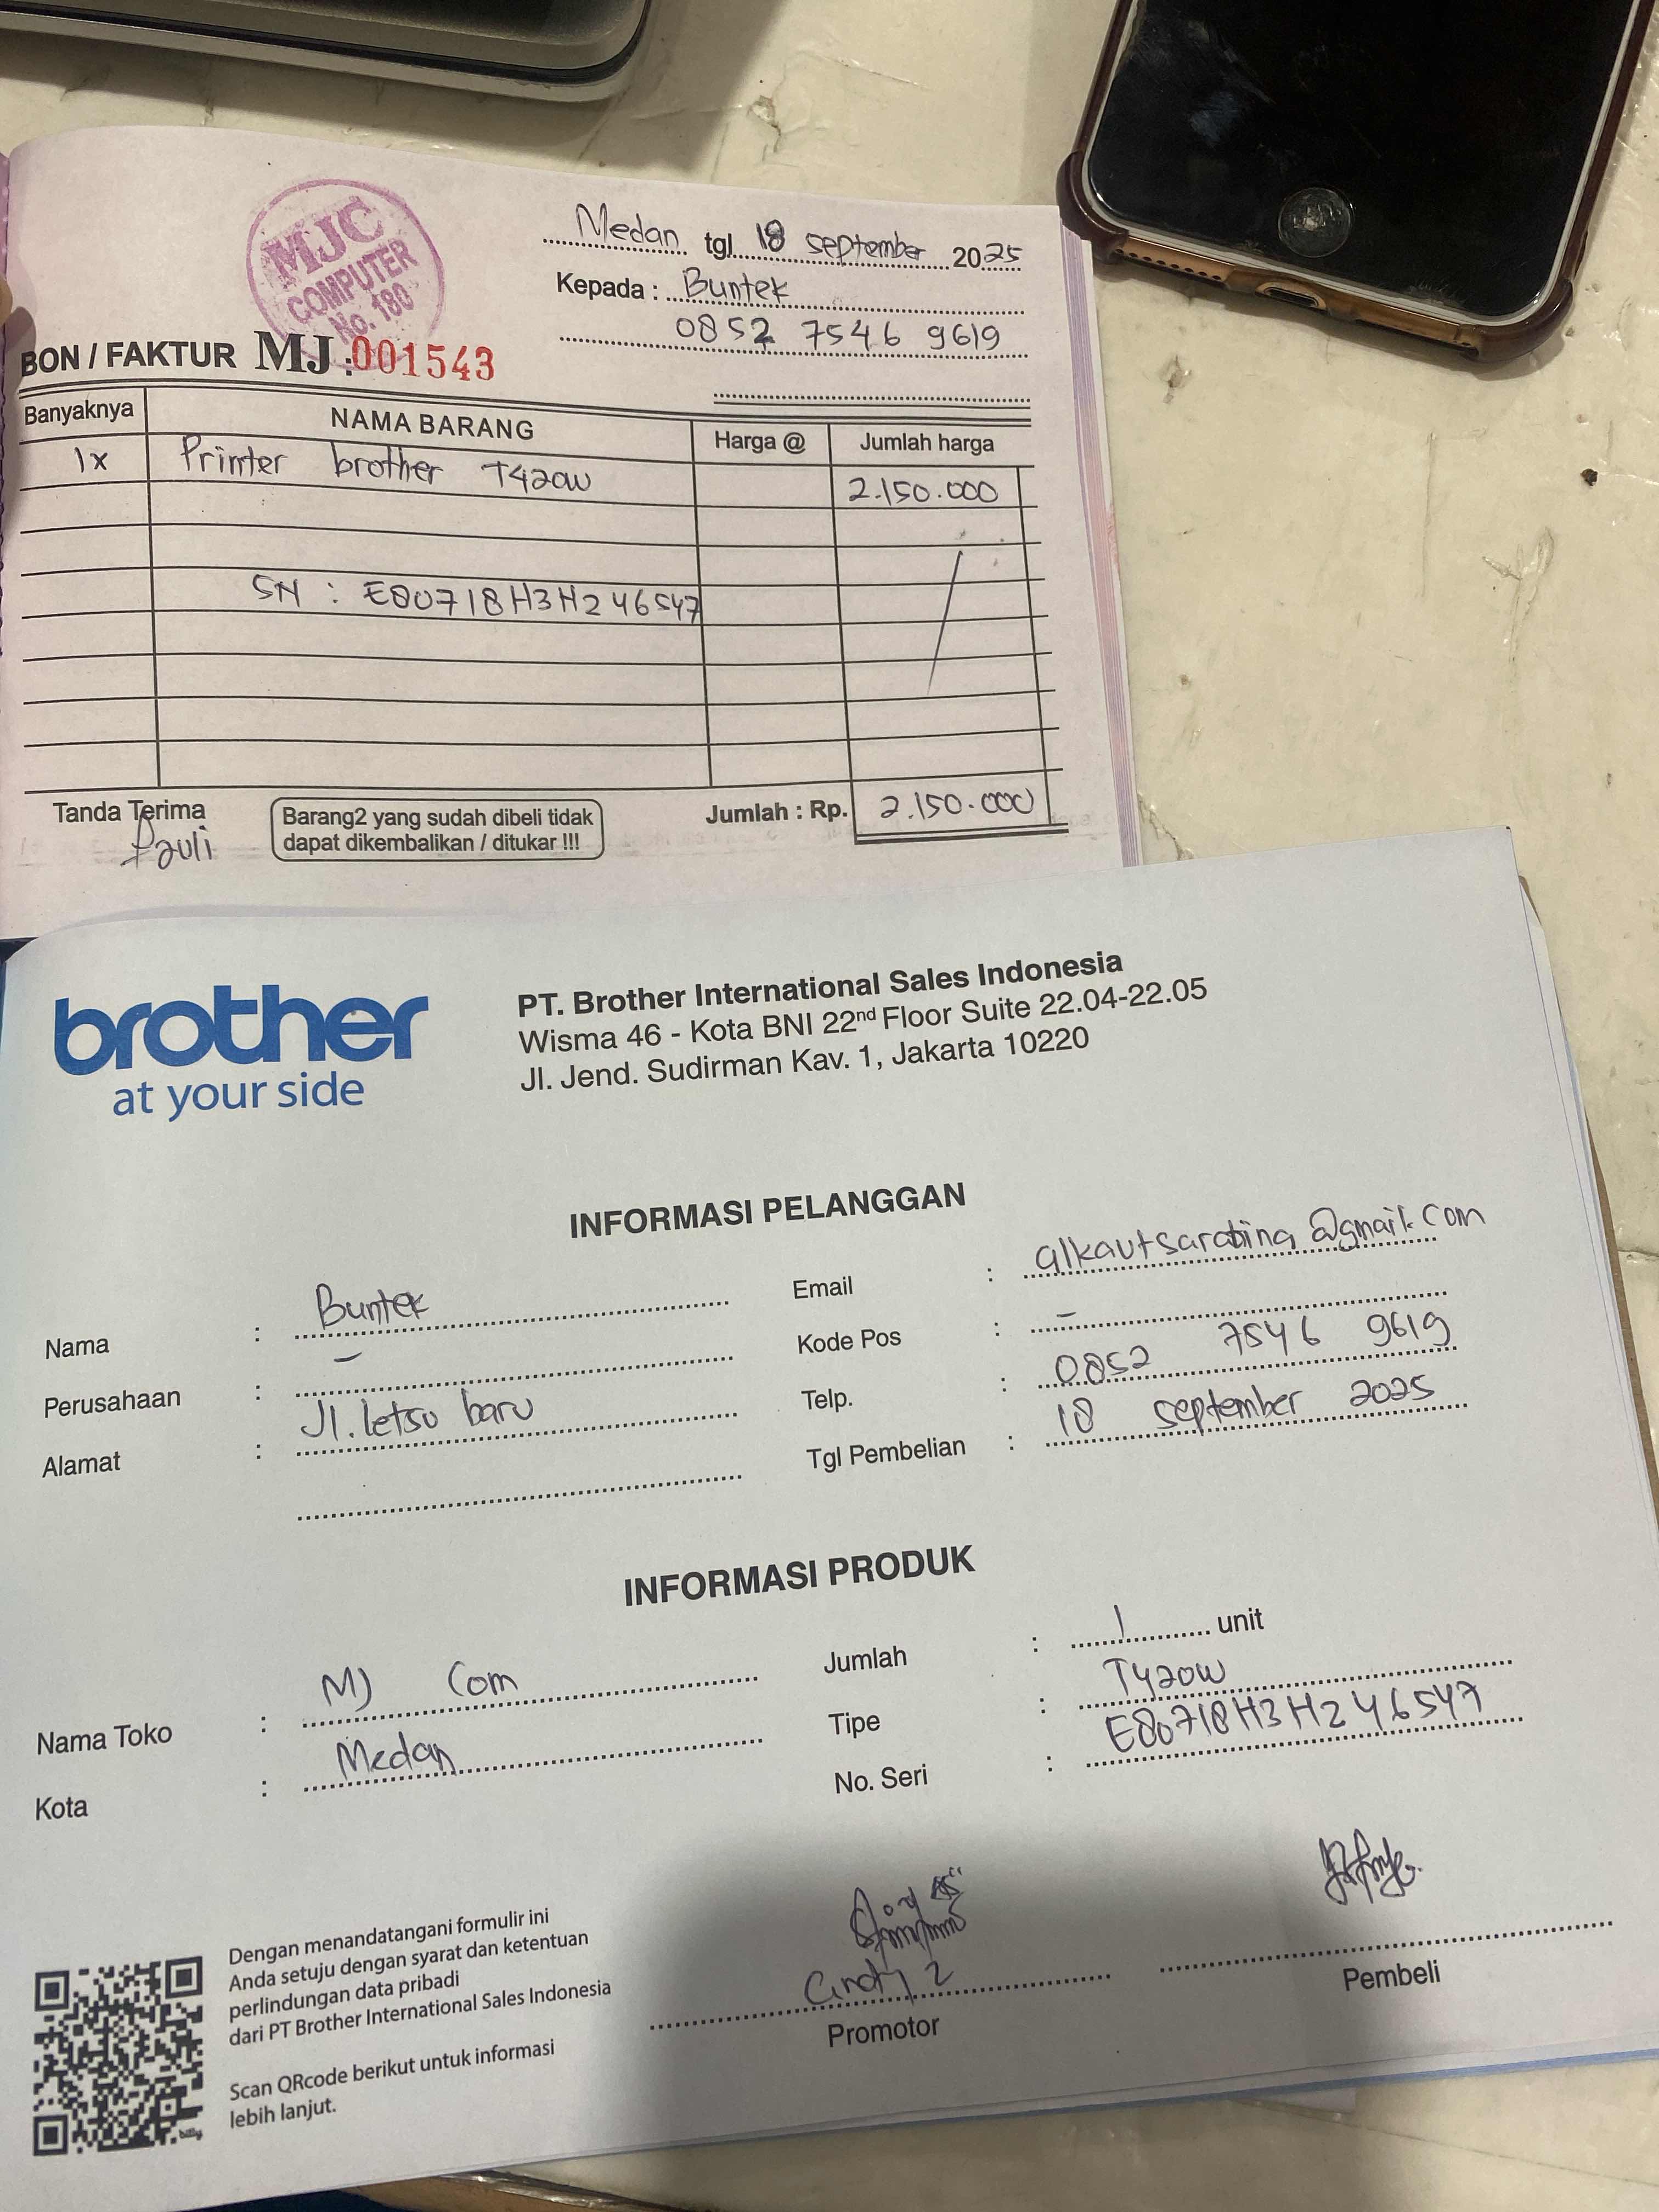 MJC
COMPUTER
No. 180
Medan tgl 18 september 2025
Kepada : Buntek
0852 7546 9619
BON / FAKTUR MJ : 001543
Banyaknya NAMA BARANG Harga @ Jumlah harga
1x Printer brother T420W 2.150.000
SN : E80718H3H246547
Tanda Terima
Barang2 yang sudah dibeli tidak
dapat dikembalikan / ditukar !!!
Jumlah : Rp. 2.150.000
brother
at your side
PT. Brother International Sales Indonesia
Wisma 46 - Kota BNI 22nd Floor Suite 22.04-22.05
Jl. Jend. Sudirman Kav. 1, Jakarta 10220
INFORMASI PELANGGAN
Nama : Buntek
Perusahaan : -
Alamat : Jl. letsu baru
Email :
Kode Pos : -
Telp. : 0852 7546 9619
Tgl Pembelian : 18 september 2025
INFORMASI PRODUK
Nama Toko : MJ Com
Kota : Medan
Jumlah : 1 unit
Tipe : T420W
No. Seri : E80718H3H246547
Dengan menandatangani formulir ini
Anda setuju dengan syarat dan ketentuan
perlindungan data pribadi
dari PT Brother International Sales Indonesia
Scan QRcode berikut untuk informasi
lebih lanjut.
Promotor
Pembeli